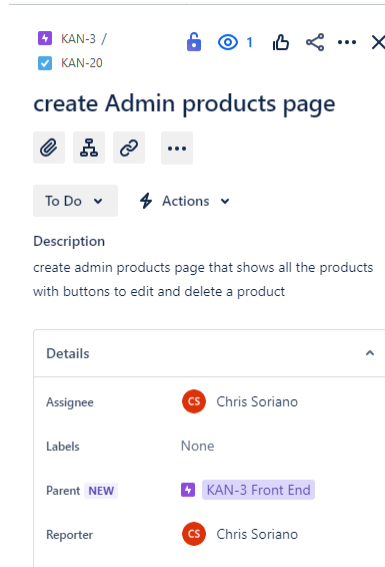 KAN-3 /
KAN-20
1
create Admin products page
To Do
Actions
Description
create admin products page that shows all the products
with buttons to edit and delete a product
Details
Assignee CS Chris Soriano
Labels None
Parent NEW KAN-3 Front End
Reporter CS Chris Soriano